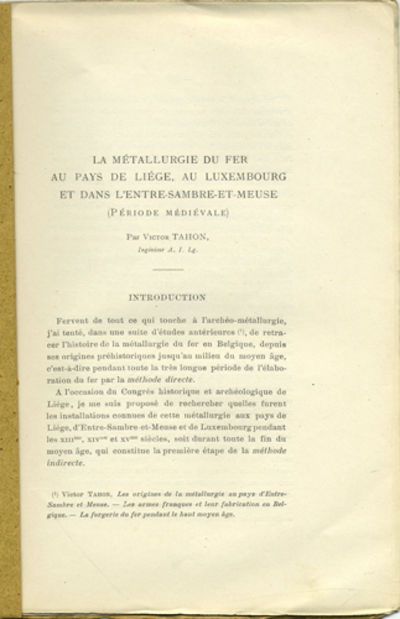 LA MÉTALLURGIE DU FER
AU PAYS DE LIÉGE, AU LUXEMBOURG
ET DANS L'ENTRE-SAMBRE-ET-MEUSE
(PÉRIODE MÉDIÉVALE)
PAR VICTOR TAHON,
Ingénieur A. I. Lg.
INTRODUCTION
Fervent de tout ce qui touche à l'archéo-métallurgie,
j'ai tenté, dans une suite d'études antérieures (¹), de retra-
cer l'histoire de la métallurgie du fer en Belgique, depuis
ses origines préhistoriques jusqu'au milieu du moyen âge,
c'est-à-dire pendant toute la très longue période de l'élabo-
ration du fer par la méthode directe.
A l'occasion du Congrès historique et archéologique de
Liége, je me suis proposé de rechercher quelles furent
les installations connues de cette métallurgie aux pays de
Liége, d'Entre-Sambre-et-Meuse et de Luxembourg pendant
les XIIIme, XIVme et XVme siècles, soit durant toute la fin du
moyen âge, qui constitue la première étape de la méthode
indirecte.
(¹) Victor TAHON, Les origines de la métallurgie au pays d'Entre-
Sambre et Meuse. — Les armes franques et leur fabrication en Bel-
gique. — La forgerie du fer pendant le haut moyen âge.